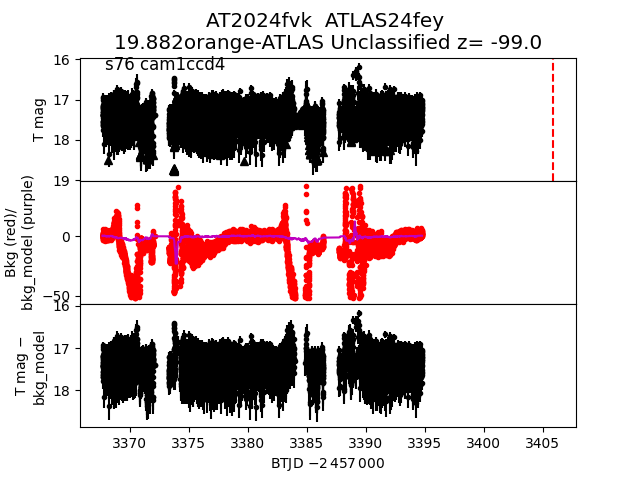 AT2024fvk  ATLAS24fey
19.882orange-ATLAS Unclassified z= -99.0
s76 cam1ccd4
16
17
18
19
T mag
0
−50
Bkg (red)/
bkg_model (purple)
16
17
18
T mag −
bkg_model
3370 3375 3380 3385 3390 3395 3400 3405
BTJD −2 457 000